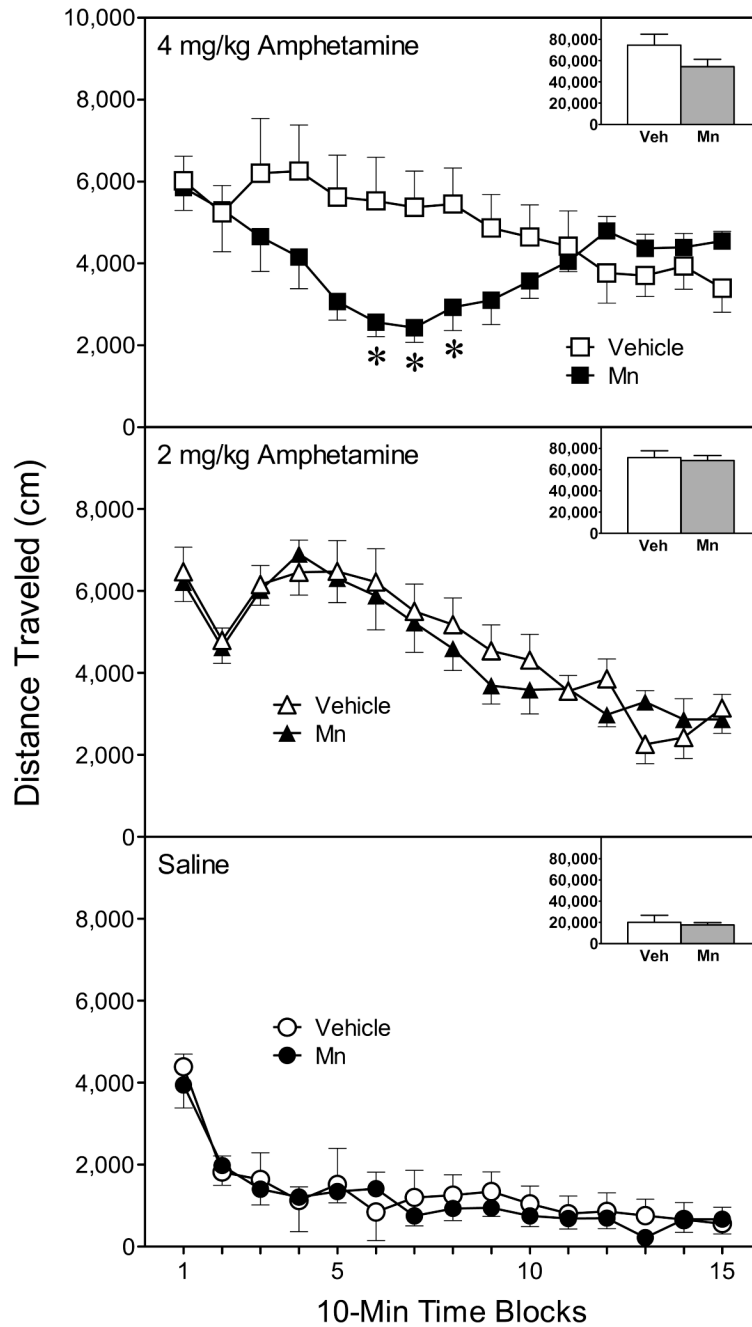 Distance Traveled (cm)
10,000
8,000
6,000
4,000
2,000
0
4 mg/kg Amphetamine
80,000
60,000
40,000
20,000
0
Veh Mn
Vehicle
Mn
* * *
8,000
6,000
4,000
2,000
0
2 mg/kg Amphetamine
80,000
60,000
40,000
20,000
0
Veh Mn
Vehicle
Mn
8,000
6,000
4,000
2,000
0
Saline
80,000
60,000
40,000
20,000
0
Veh Mn
Vehicle
Mn
1 5 10 15
10-Min Time Blocks